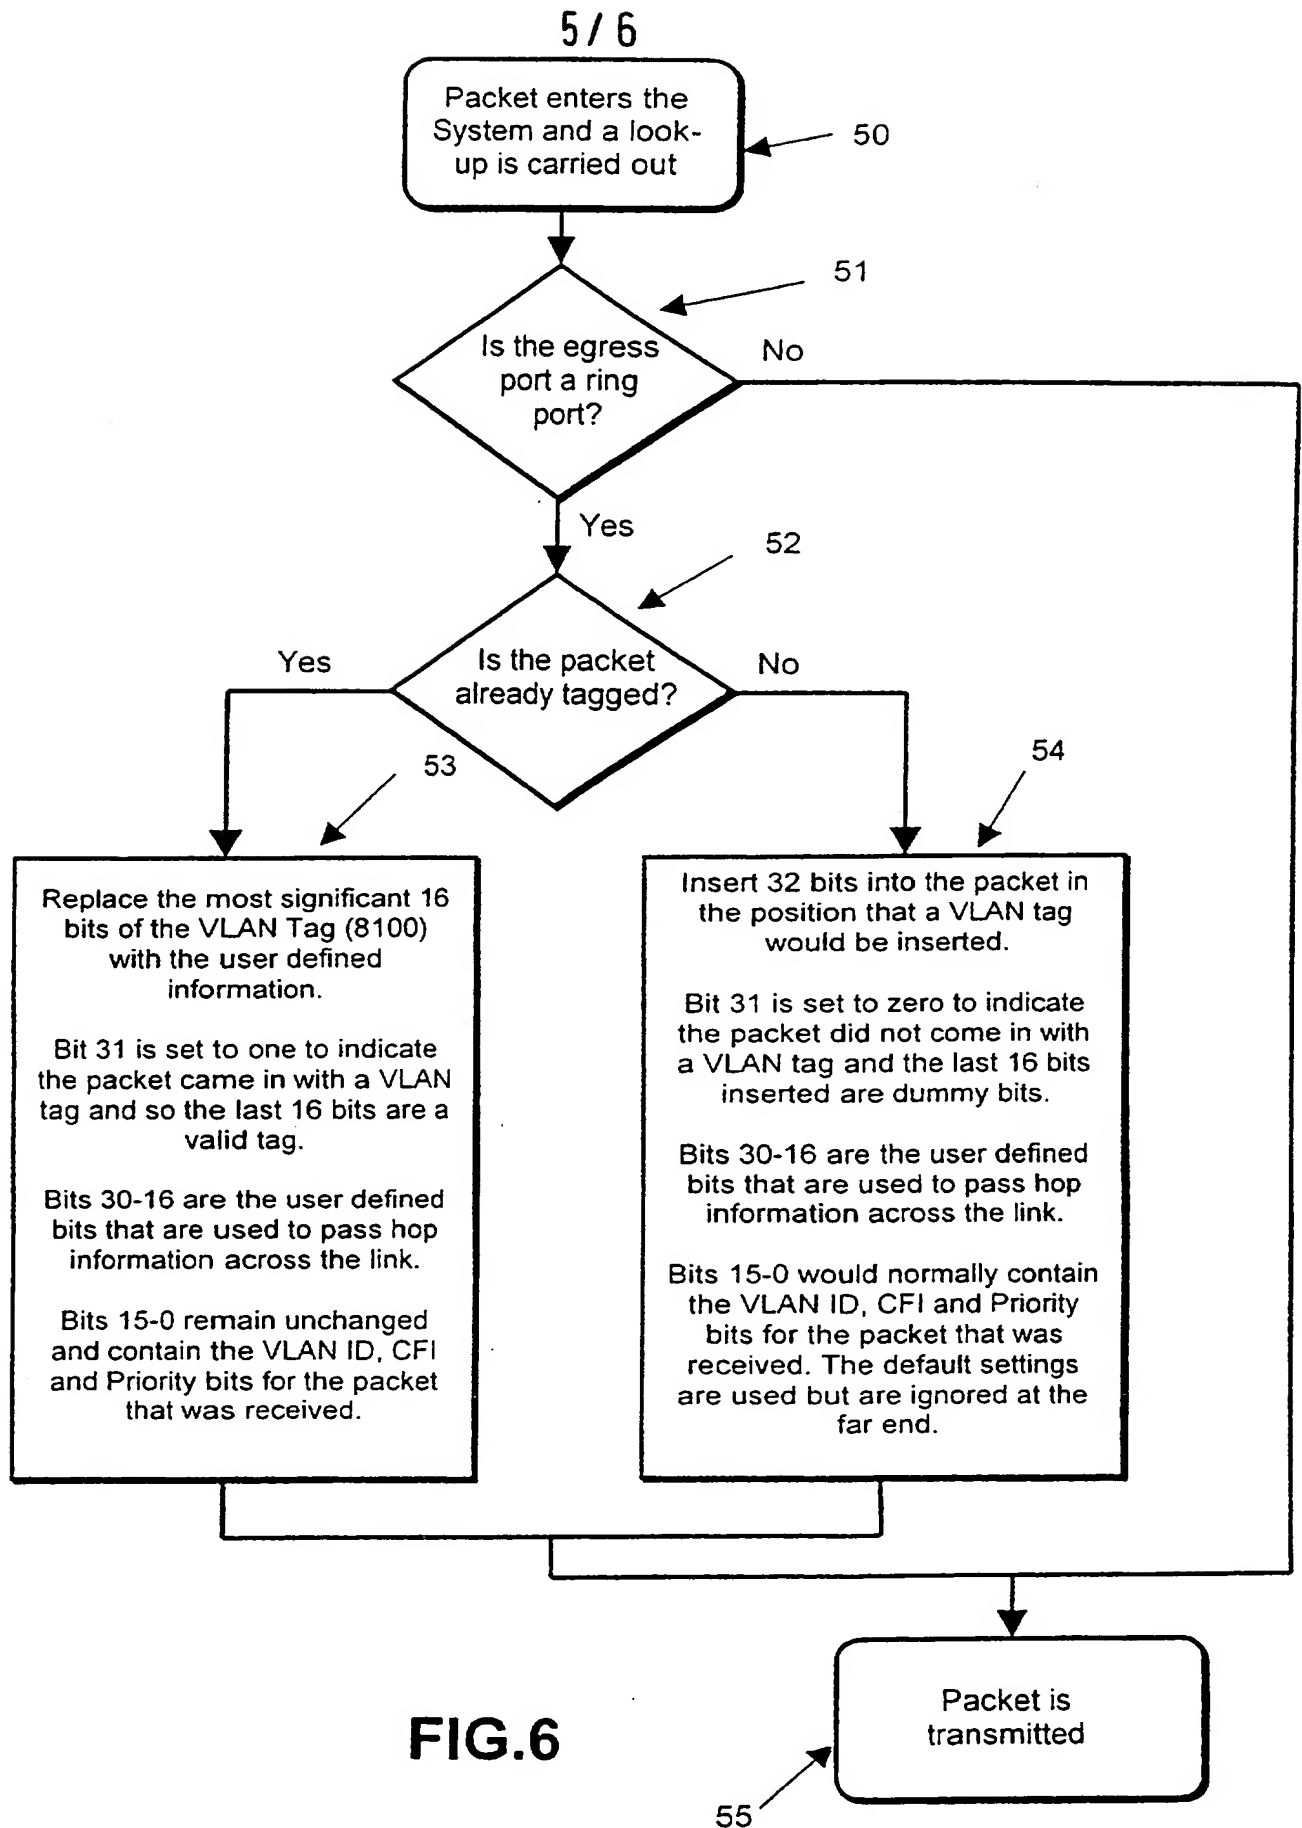 5/6
Packet enters the
System and a look-
up is carried out
50
51
Is the egress
port a ring
port?
No
Yes
52
Is the packet
already tagged?
Yes
No
53
54
Replace the most significant 16
bits of the VLAN Tag (8100)
with the user defined
information.
Bit 31 is set to one to indicate
the packet came in with a VLAN
tag and so the last 16 bits are a
valid tag.
Bits 30-16 are the user defined
bits that are used to pass hop
information across the link.
Bits 15-0 remain unchanged
and contain the VLAN ID, CFI
and Priority bits for the packet
that was received.
Insert 32 bits into the packet in
the position that a VLAN tag
would be inserted.
Bit 31 is set to zero to indicate
the packet did not come in with
a VLAN tag and the last 16 bits
inserted are dummy bits.
Bits 30-16 are the user defined
bits that are used to pass hop
information across the link.
Bits 15-0 would normally contain
the VLAN ID, CFI and Priority
bits for the packet that was
received. The default settings
are used but are ignored at the
far end.
Packet is
transmitted
55
FIG.6